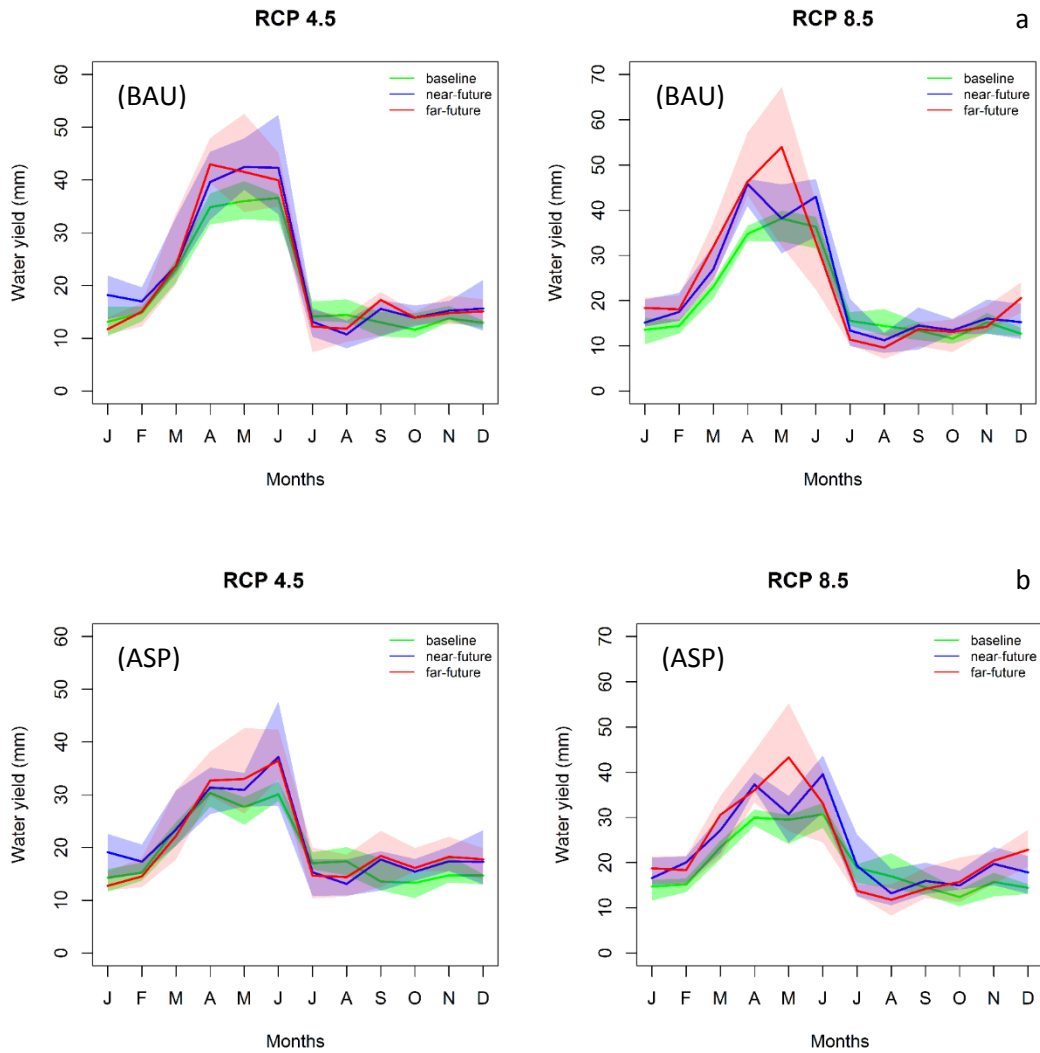 RCP 4.5
60
50
40
30
20
10
0
Water yield (mm)
(BAU)
baseline
near-future
far-future
J F M A M J J A S O N D
Months
RCP 8.5
a
70
60
50
40
30
20
10
0
Water yield (mm)
(BAU)
baseline
near-future
far-future
J F M A M J J A S O N D
Months
RCP 4.5
60
50
40
30
20
10
0
Water yield (mm)
(ASP)
baseline
near-future
far-future
J F M A M J J A S O N D
Months
RCP 8.5
b
70
60
50
40
30
20
10
0
Water yield (mm)
(ASP)
baseline
near-future
far-future
J F M A M J J A S O N D
Months